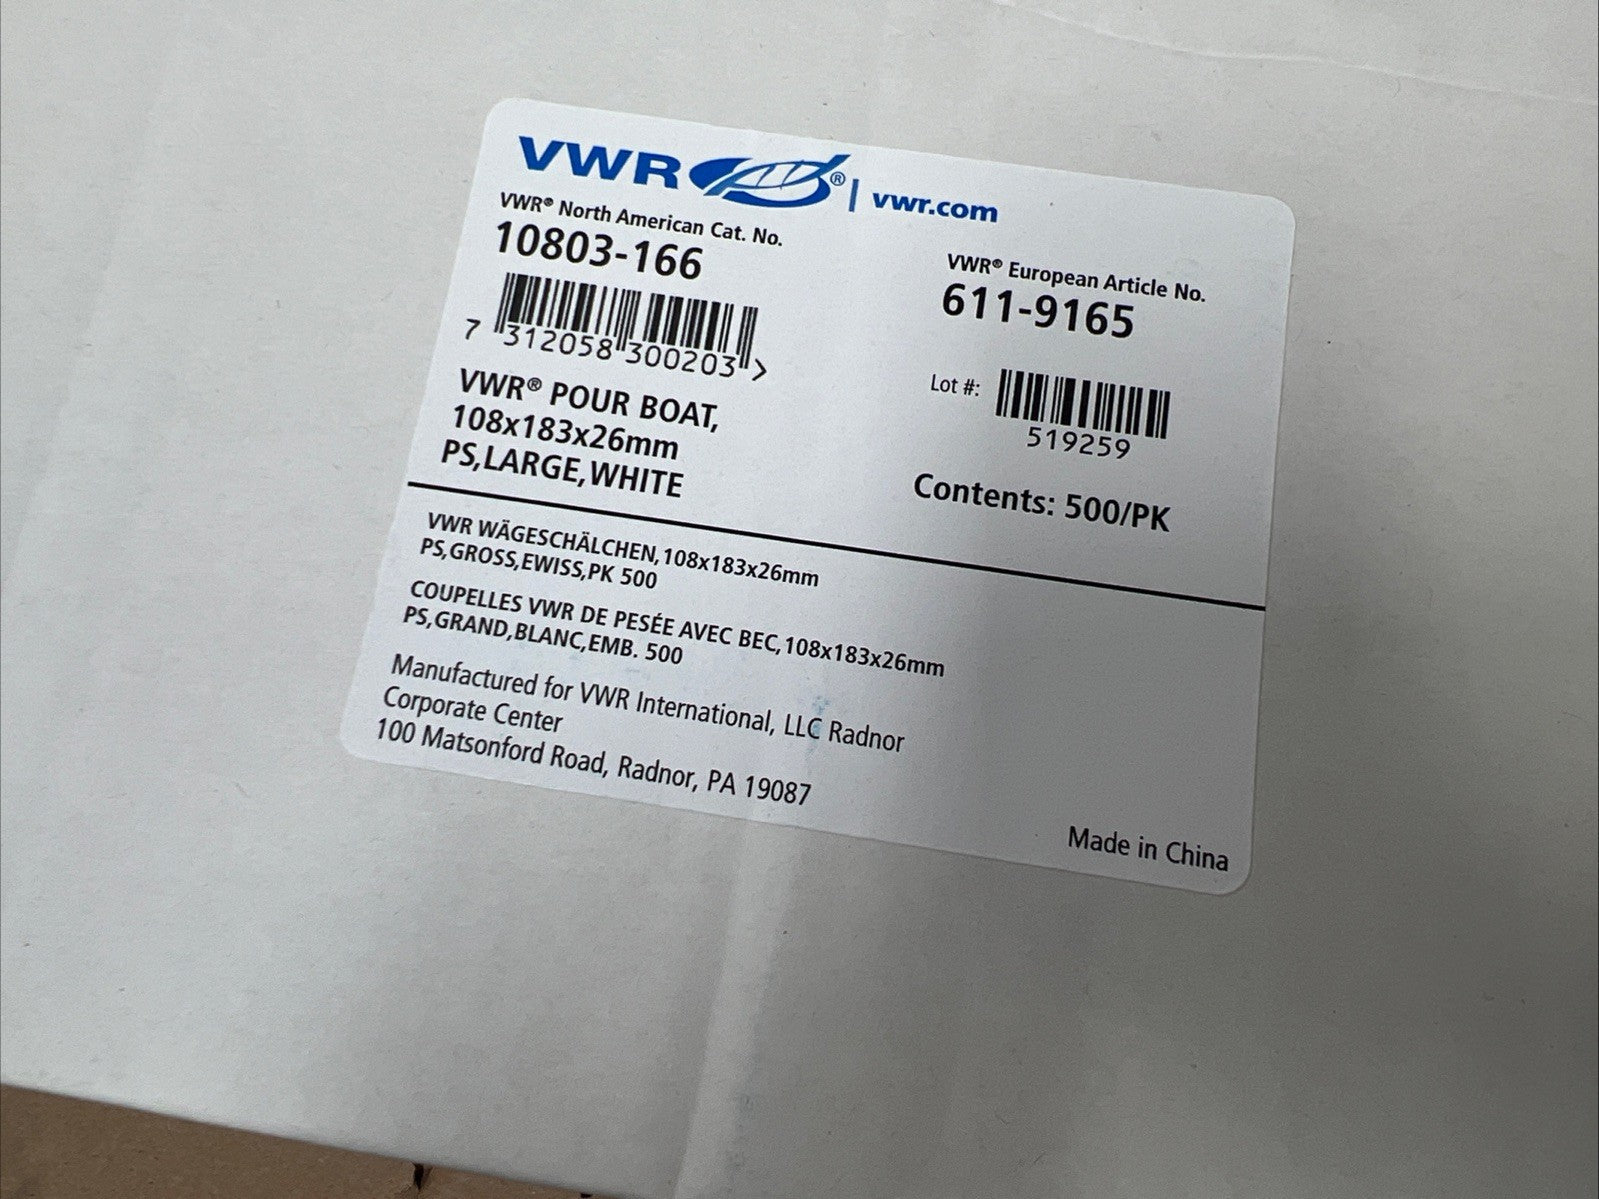 VWR® | vwr.com
VWR® North American Cat. No.
10803-166
7 312058 300203 >
VWR® European Article No.
611-9165
Lot #:
519259
VWR® POUR BOAT,
108x183x26mm
PS,LARGE,WHITE
Contents: 500/PK
VWR WÄGESCHÄLCHEN,108x183x26mm
PS,GROSS,EWISS,PK 500
COUPELLES VWR DE PESÉE AVEC BEC,108x183x26mm
PS,GRAND,BLANC,EMB. 500
Manufactured for VWR International, LLC Radnor
Corporate Center
100 Matsonford Road, Radnor, PA 19087
Made in China